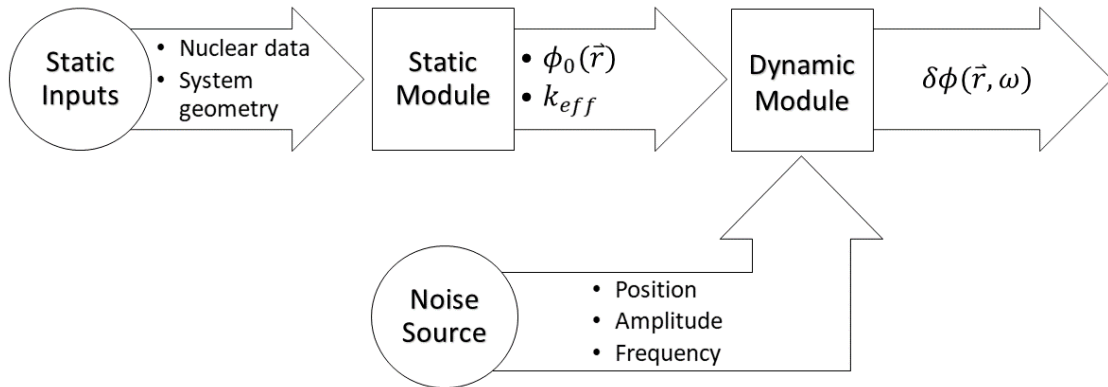 Static
Inputs
• Nuclear data
• System
geometry
Static
Module
• ϕ₀(r⃗)
• k_eff
Dynamic
Module
δϕ(r⃗, ω)
Noise
Source
• Position
• Amplitude
• Frequency